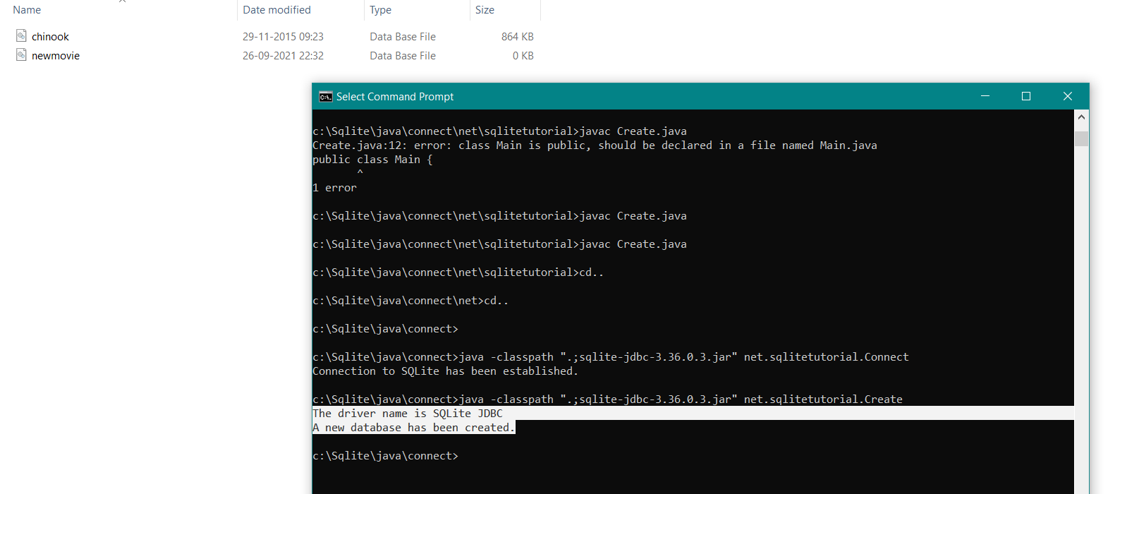 Name Date modified Type Size
chinook 29-11-2015 09:23 Data Base File 864 KB
newmovie 26-09-2021 22:32 Data Base File 0 KB
Select Command Prompt
c:\Sqlite\java\connect\net\sqlitetutorial>javac Create.java
Create.java:12: error: class Main is public, should be declared in a file named Main.java
public class Main {
^
1 error
c:\Sqlite\java\connect\net\sqlitetutorial>javac Create.java
c:\Sqlite\java\connect\net\sqlitetutorial>javac Create.java
c:\Sqlite\java\connect\net\sqlitetutorial>cd..
c:\Sqlite\java\connect\net>cd..
c:\Sqlite\java\connect>
c:\Sqlite\java\connect>java -classpath ".;sqlite-jdbc-3.36.0.3.jar" net.sqlitetutorial.Connect
Connection to SQLite has been established.
c:\Sqlite\java\connect>java -classpath ".;sqlite-jdbc-3.36.0.3.jar" net.sqlitetutorial.Create
The driver name is SQLite JDBC
A new database has been created.
c:\Sqlite\java\connect>